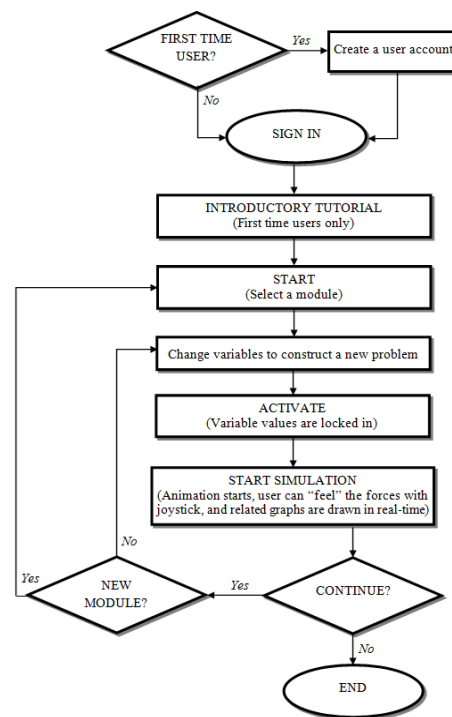 FIRST TIME
USER?
Yes
Create a user account
No
SIGN IN
INTRODUCTORY TUTORIAL
(First time users only)
START
(Select a module)
Change variables to construct a new problem
ACTIVATE
(Variable values are locked in)
START SIMULATION
(Animation starts, user can “feel” the forces with
joystick, and related graphs are drawn in real-time)
No
Yes
NEW
MODULE?
Yes
CONTINUE?
No
END